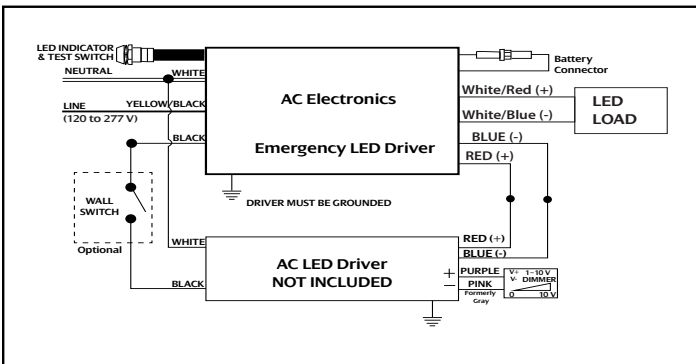 LED INDICATOR
& TEST SWITCH
NEUTRAL
WHITE
LINE
YELLOW/BLACK
(120 to 277 V)
BLACK
AC Electronics
Emergency LED Driver
Battery
Connector
White/Red (+)
White/Blue (-)
LED
LOAD
BLUE (-)
RED (+)
WALL
SWITCH
Optional
DRIVER MUST BE GROUNDED
WHITE
BLACK
AC LED Driver
NOT INCLUDED
RED (+)
BLUE (-)
+ PURPLE
– PINK
Formerly
Gray
V+ 1-10 V
V- DIMMER
0 10 V